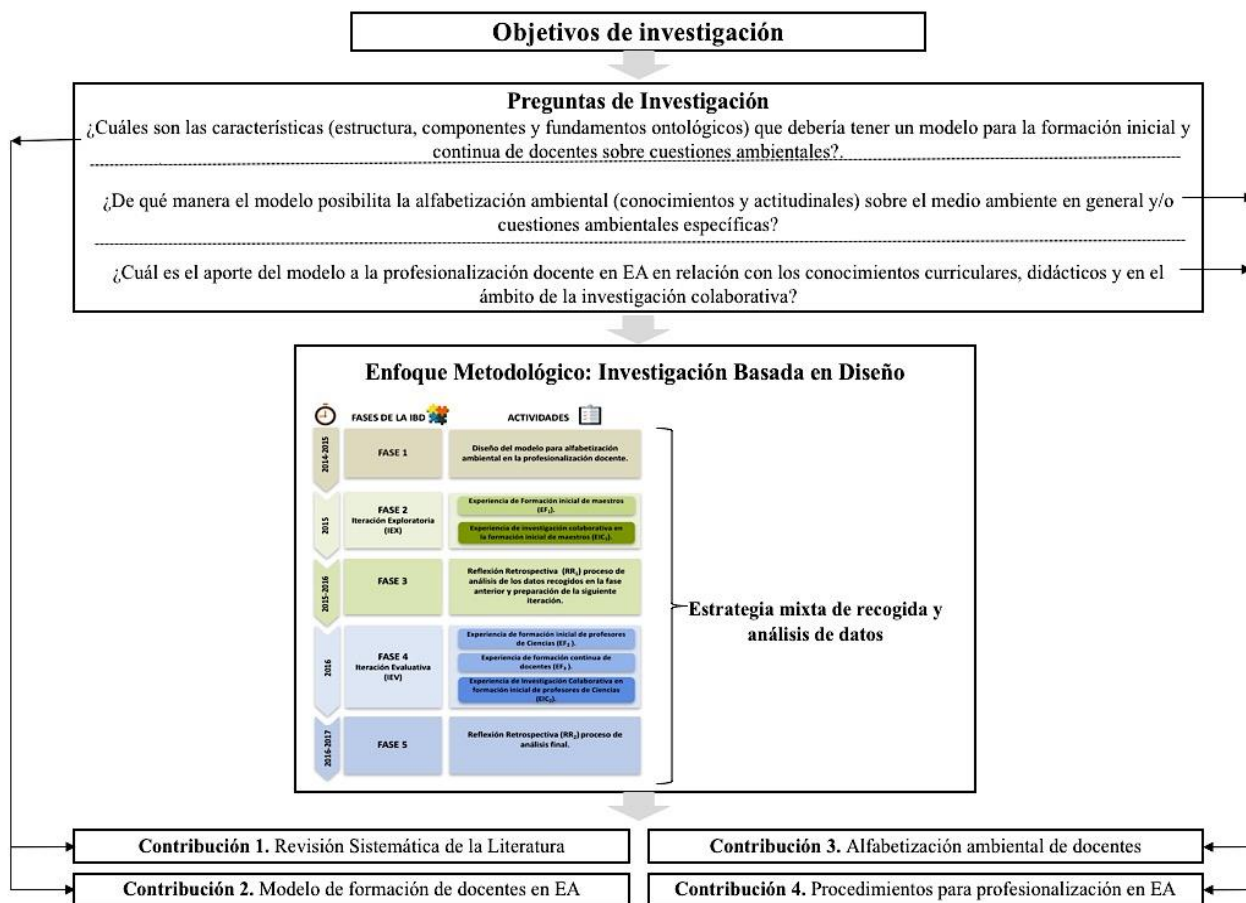 Objetivos de investigación
Preguntas de Investigación
¿Cuáles son las características (estructura, componentes y fundamentos ontológicos) que debería tener un modelo para la formación inicial y
continua de docentes sobre cuestiones ambientales?.
¿De qué manera el modelo posibilita la alfabetización ambiental (conocimientos y actitudinales) sobre el medio ambiente en general y/o
cuestiones ambientales específicas?
¿Cuál es el aporte del modelo a la profesionalización docente en EA en relación con los conocimientos curriculares, didácticos y en el
ámbito de la investigación colaborativa?
Enfoque Metodológico: Investigación Basada en Diseño
FASES DE LA IBD
ACTIVIDADES
2014-2015
FASE 1
Diseño del modelo para alfabetización
ambiental en la profesionalización docente.
2015
FASE 2
Iteración Exploratoria
(IEX)
Experiencia de Formación inicial de maestros
(EF₁).
Experiencia de investigación colaborativa en
la formación inicial de maestros (EIC₁).
2015-2016
FASE 3
Reflexión Retrospectiva (RR₁) proceso de
análisis de los datos recogidos en la fase
anterior y preparación de la siguiente
iteración.
2016
FASE 4
Iteración Evaluativa
(IEV)
Experiencia de formación inicial de profesores
de Ciencias (EF₂ ).
Experiencia de formación continua de
docentes (EF₃ ).
Experiencia de Investigación Colaborativa en
formación inicial de profesores de Ciencias
(EIC₂).
2016-2017
FASE 5
Reflexión Retrospectiva (RR₂) proceso de
análisis final.
Estrategia mixta de recogida y
análisis de datos
Contribución 1. Revisión Sistemática de la Literatura
Contribución 2. Modelo de formación de docentes en EA
Contribución 3. Alfabetización ambiental de docentes
Contribución 4. Procedimientos para profesionalización en EA